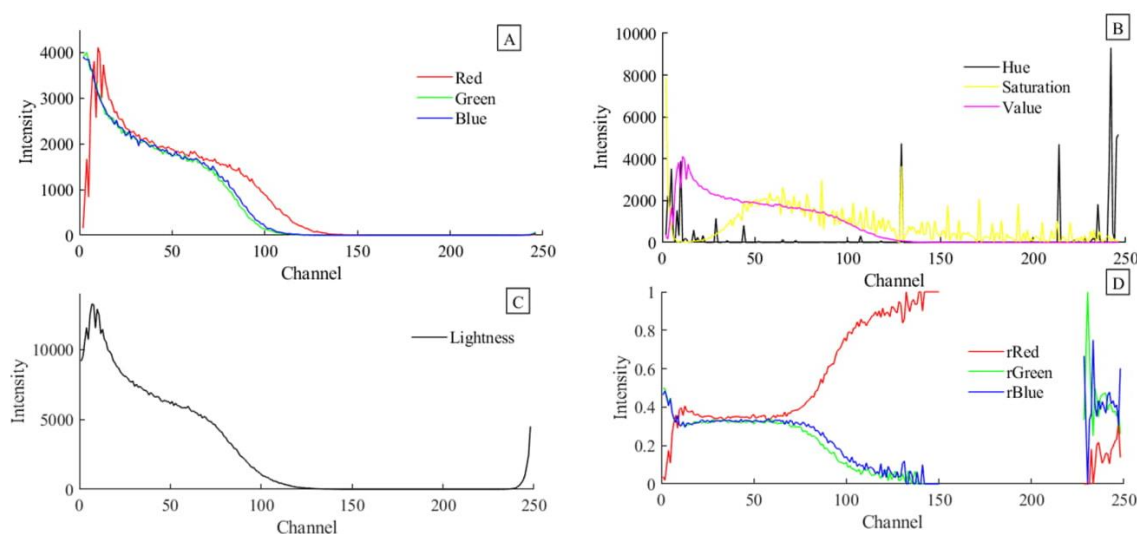 A
4000
3000
2000
1000
0
Intensity
Red
Green
Blue
0 50 100 150 200 250
Channel
B
10000
8000
6000
4000
2000
0
Intensity
Hue
Saturation
Value
0 50 100 150 200 250
Channel
C
10000
5000
0
Intensity
Lightness
0 50 100 150 200 250
Channel
D
1
0.8
0.6
0.4
0.2
0
Intensity
rRed
rGreen
rBlue
0 50 100 150 200 250
Channel